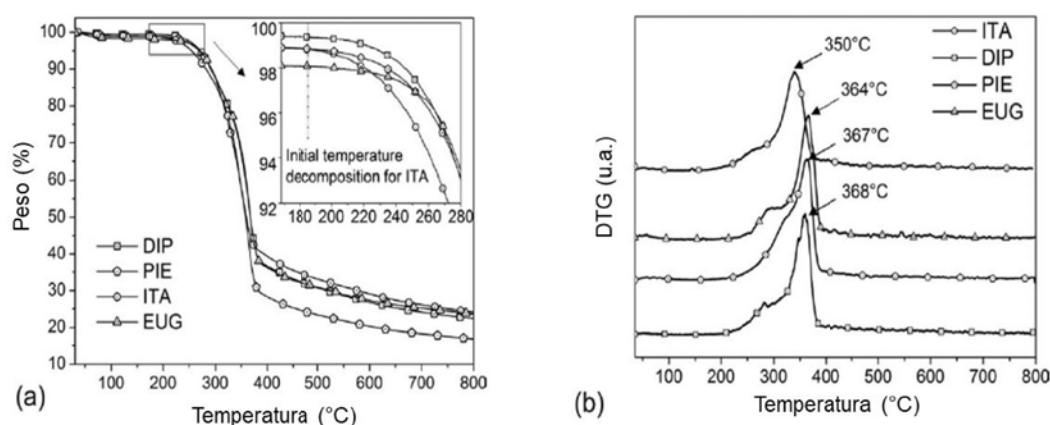 100
90
80
70
60
50
40
30
20
10
Peso (%)
100
98
96
94
92
Initial temperature
decomposition for ITA
180 200 220 240 260 280
DIP
PIE
ITA
EUG
100 200 300 400 500 600 700 800
Temperatura (°C)
(a)
DTG (u.a.)
350°C
364°C
367°C
368°C
ITA
DIP
PIE
EUG
100 200 300 400 500 600 700 800
Temperatura (°C)
(b)